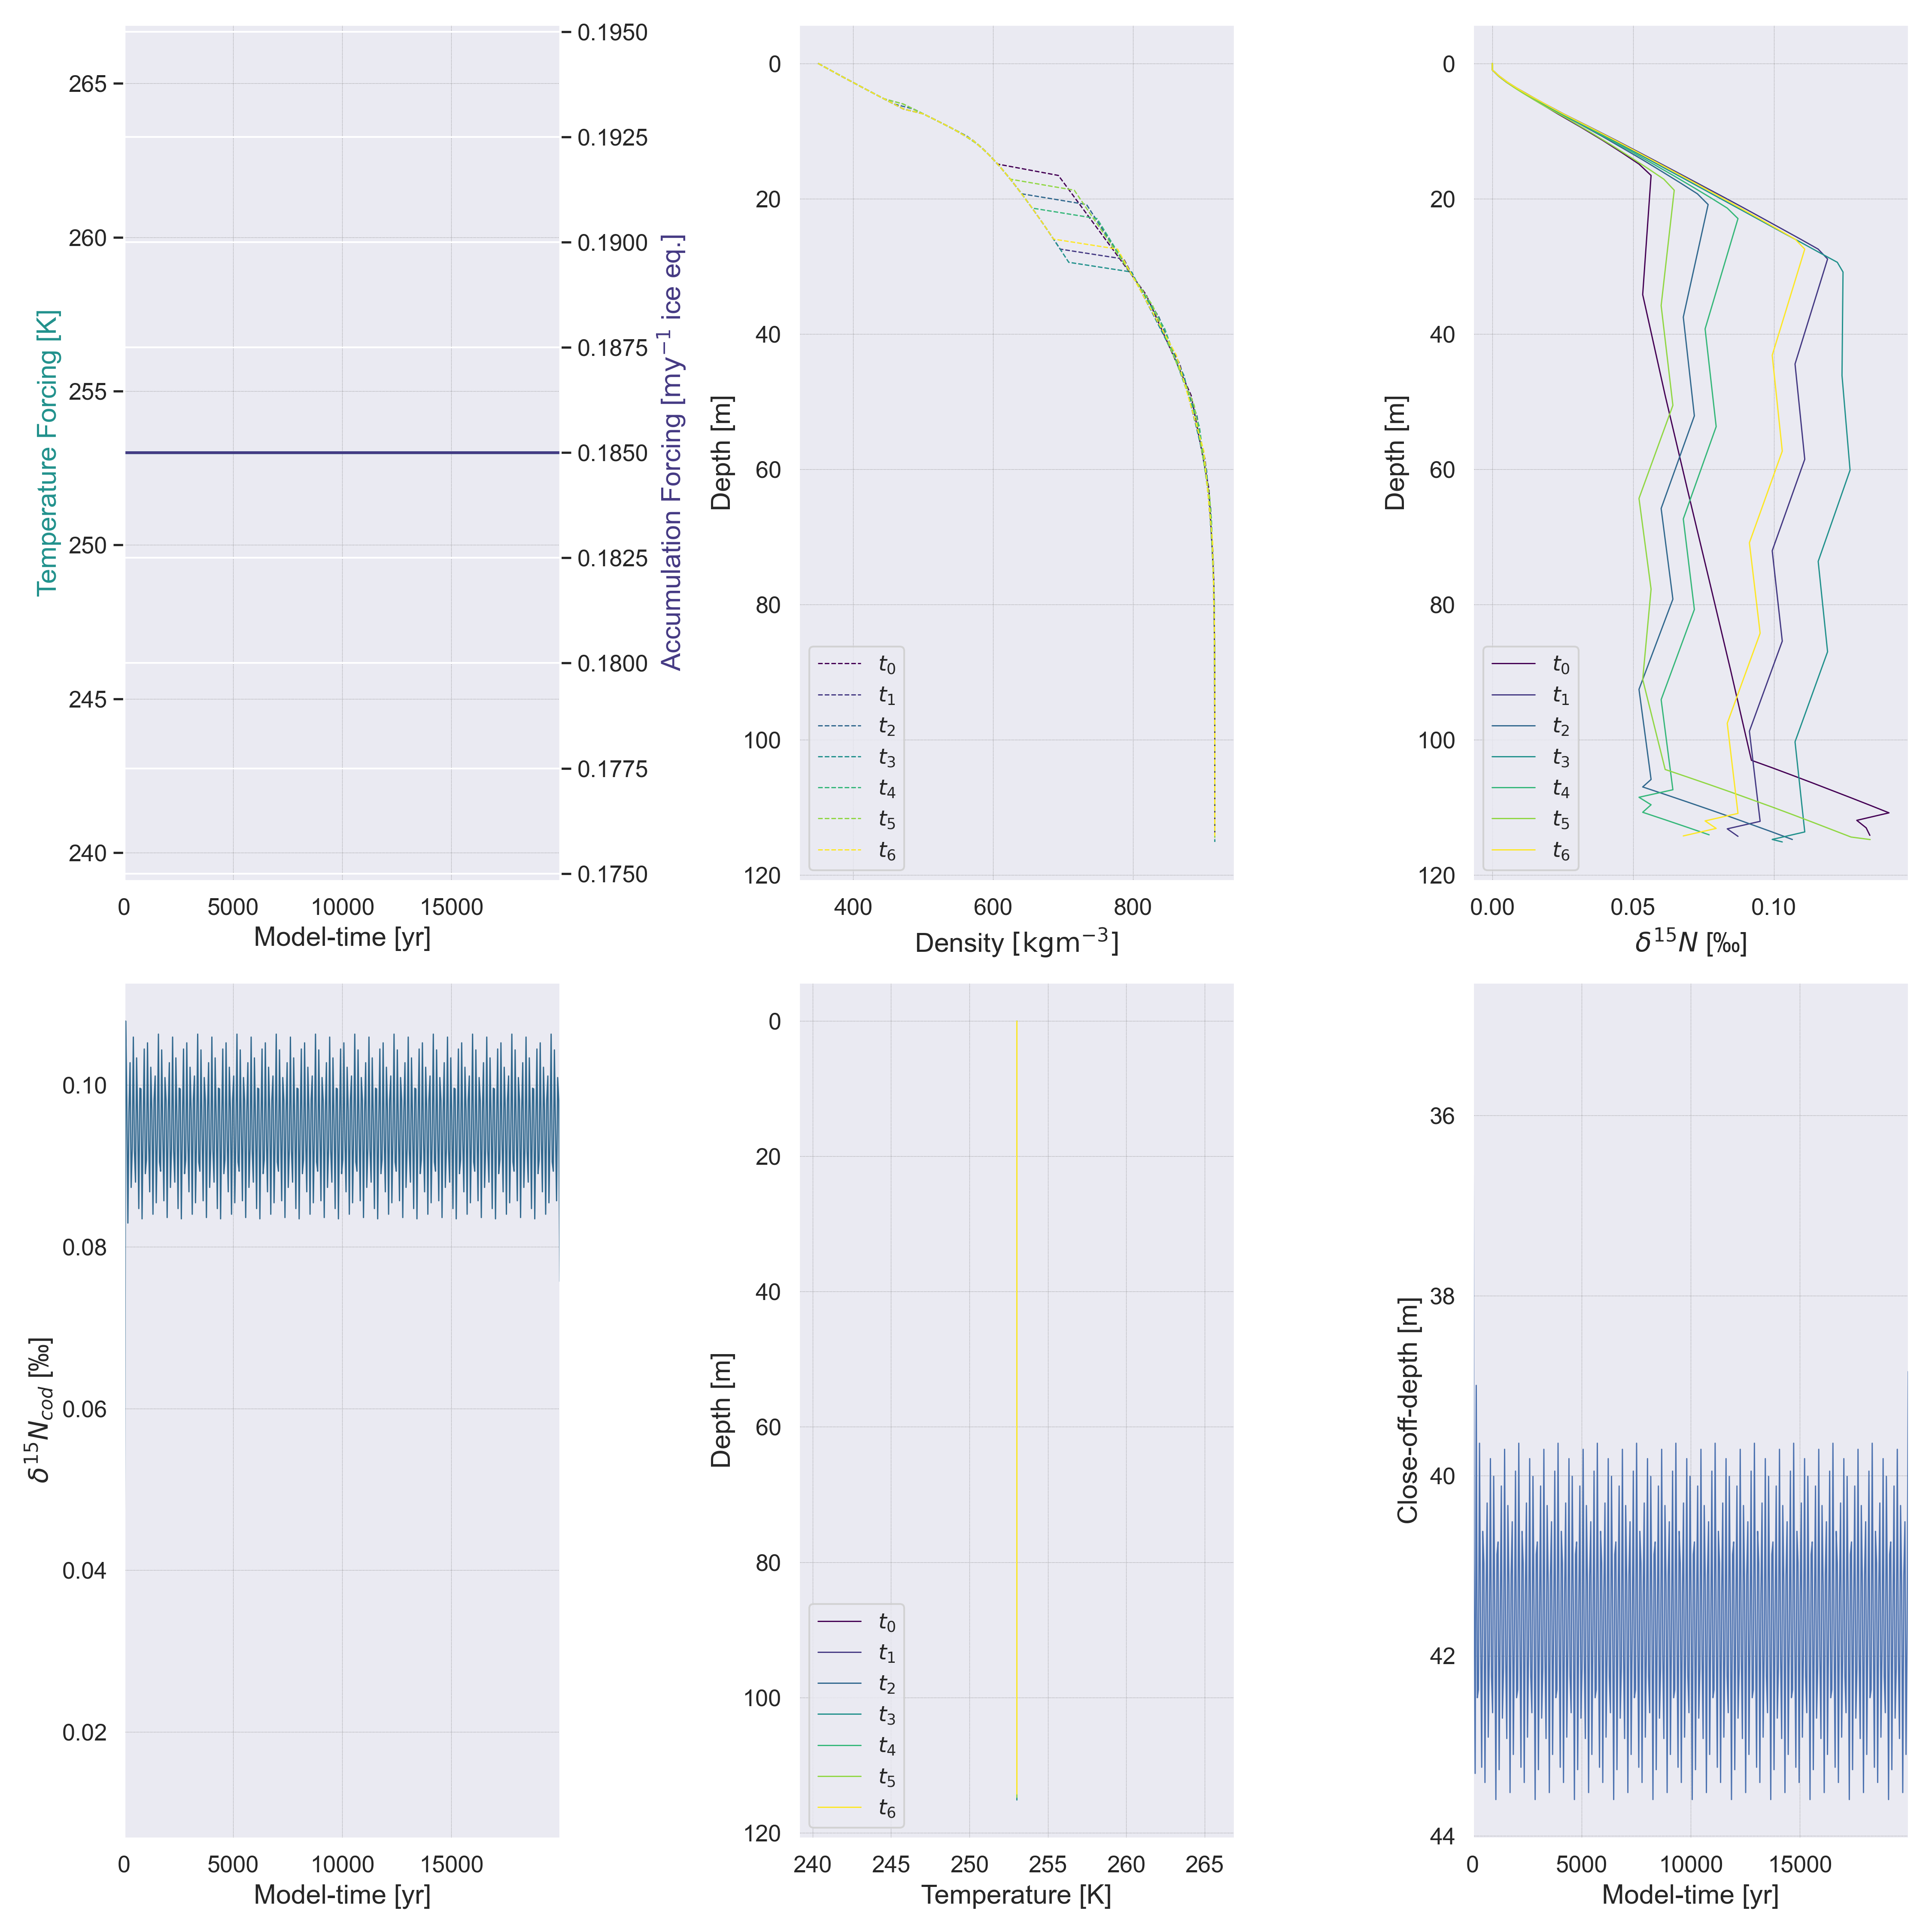 265
260
255
250
245
240
Temperature Forcing [K]
0.1950
0.1925
0.1900
0.1875
0.1850
0.1825
0.1800
0.1775
0.1750
Accumulation Forcing [my⁻¹ ice eq.]
0 5000 10000 15000
Model-time [yr]
0
20
40
60
80
100
120
Depth [m]
t₀
t₁
t₂
t₃
t₄
t₅
t₆
400 600 800
Density [kgm⁻³]
0
20
40
60
80
100
120
Depth [m]
t₀
t₁
t₂
t₃
t₄
t₅
t₆
0.00 0.05 0.10
δ¹⁵N [‰]
0.10
0.08
0.06
0.04
0.02
δ¹⁵N_cod [‰]
0 5000 10000 15000
Model-time [yr]
0
20
40
60
80
100
120
Depth [m]
t₀
t₁
t₂
t₃
t₄
t₅
t₆
240 245 250 255 260 265
Temperature [K]
36
38
40
42
44
Close-off-depth [m]
0 5000 10000 15000
Model-time [yr]